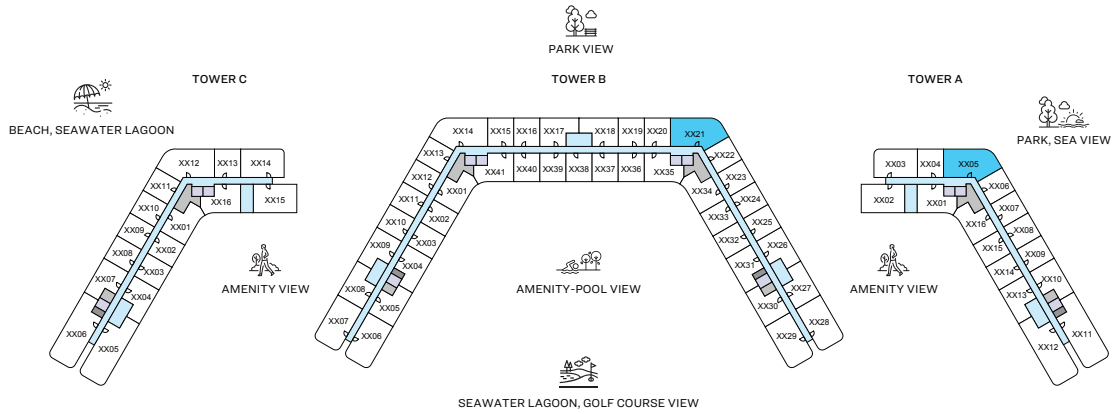 PARK VIEW
TOWER C
TOWER B
TOWER A
BEACH, SEAWATER LAGOON
PARK, SEA VIEW
XX12
XX13
XX14
XX11
XX10
XX09
XX08
XX07
XX06
XX16
XX15
XX01
XX02
XX03
XX04
XX05
XX14
XX15
XX16
XX17
XX18
XX19
XX20
XX21
XX13
XX12
XX11
XX10
XX09
XX08
XX07
XX01
XX02
XX03
XX04
XX05
XX06
XX41
XX40
XX39
XX38
XX37
XX36
XX35
XX22
XX23
XX24
XX25
XX26
XX27
XX28
XX34
XX33
XX32
XX31
XX30
XX29
XX03
XX04
XX05
XX02
XX01
XX06
XX07
XX08
XX09
XX10
XX11
XX16
XX15
XX14
XX13
XX12
AMENITY VIEW
AMENITY-POOL VIEW
AMENITY VIEW
SEAWATER LAGOON, GOLF COURSE VIEW